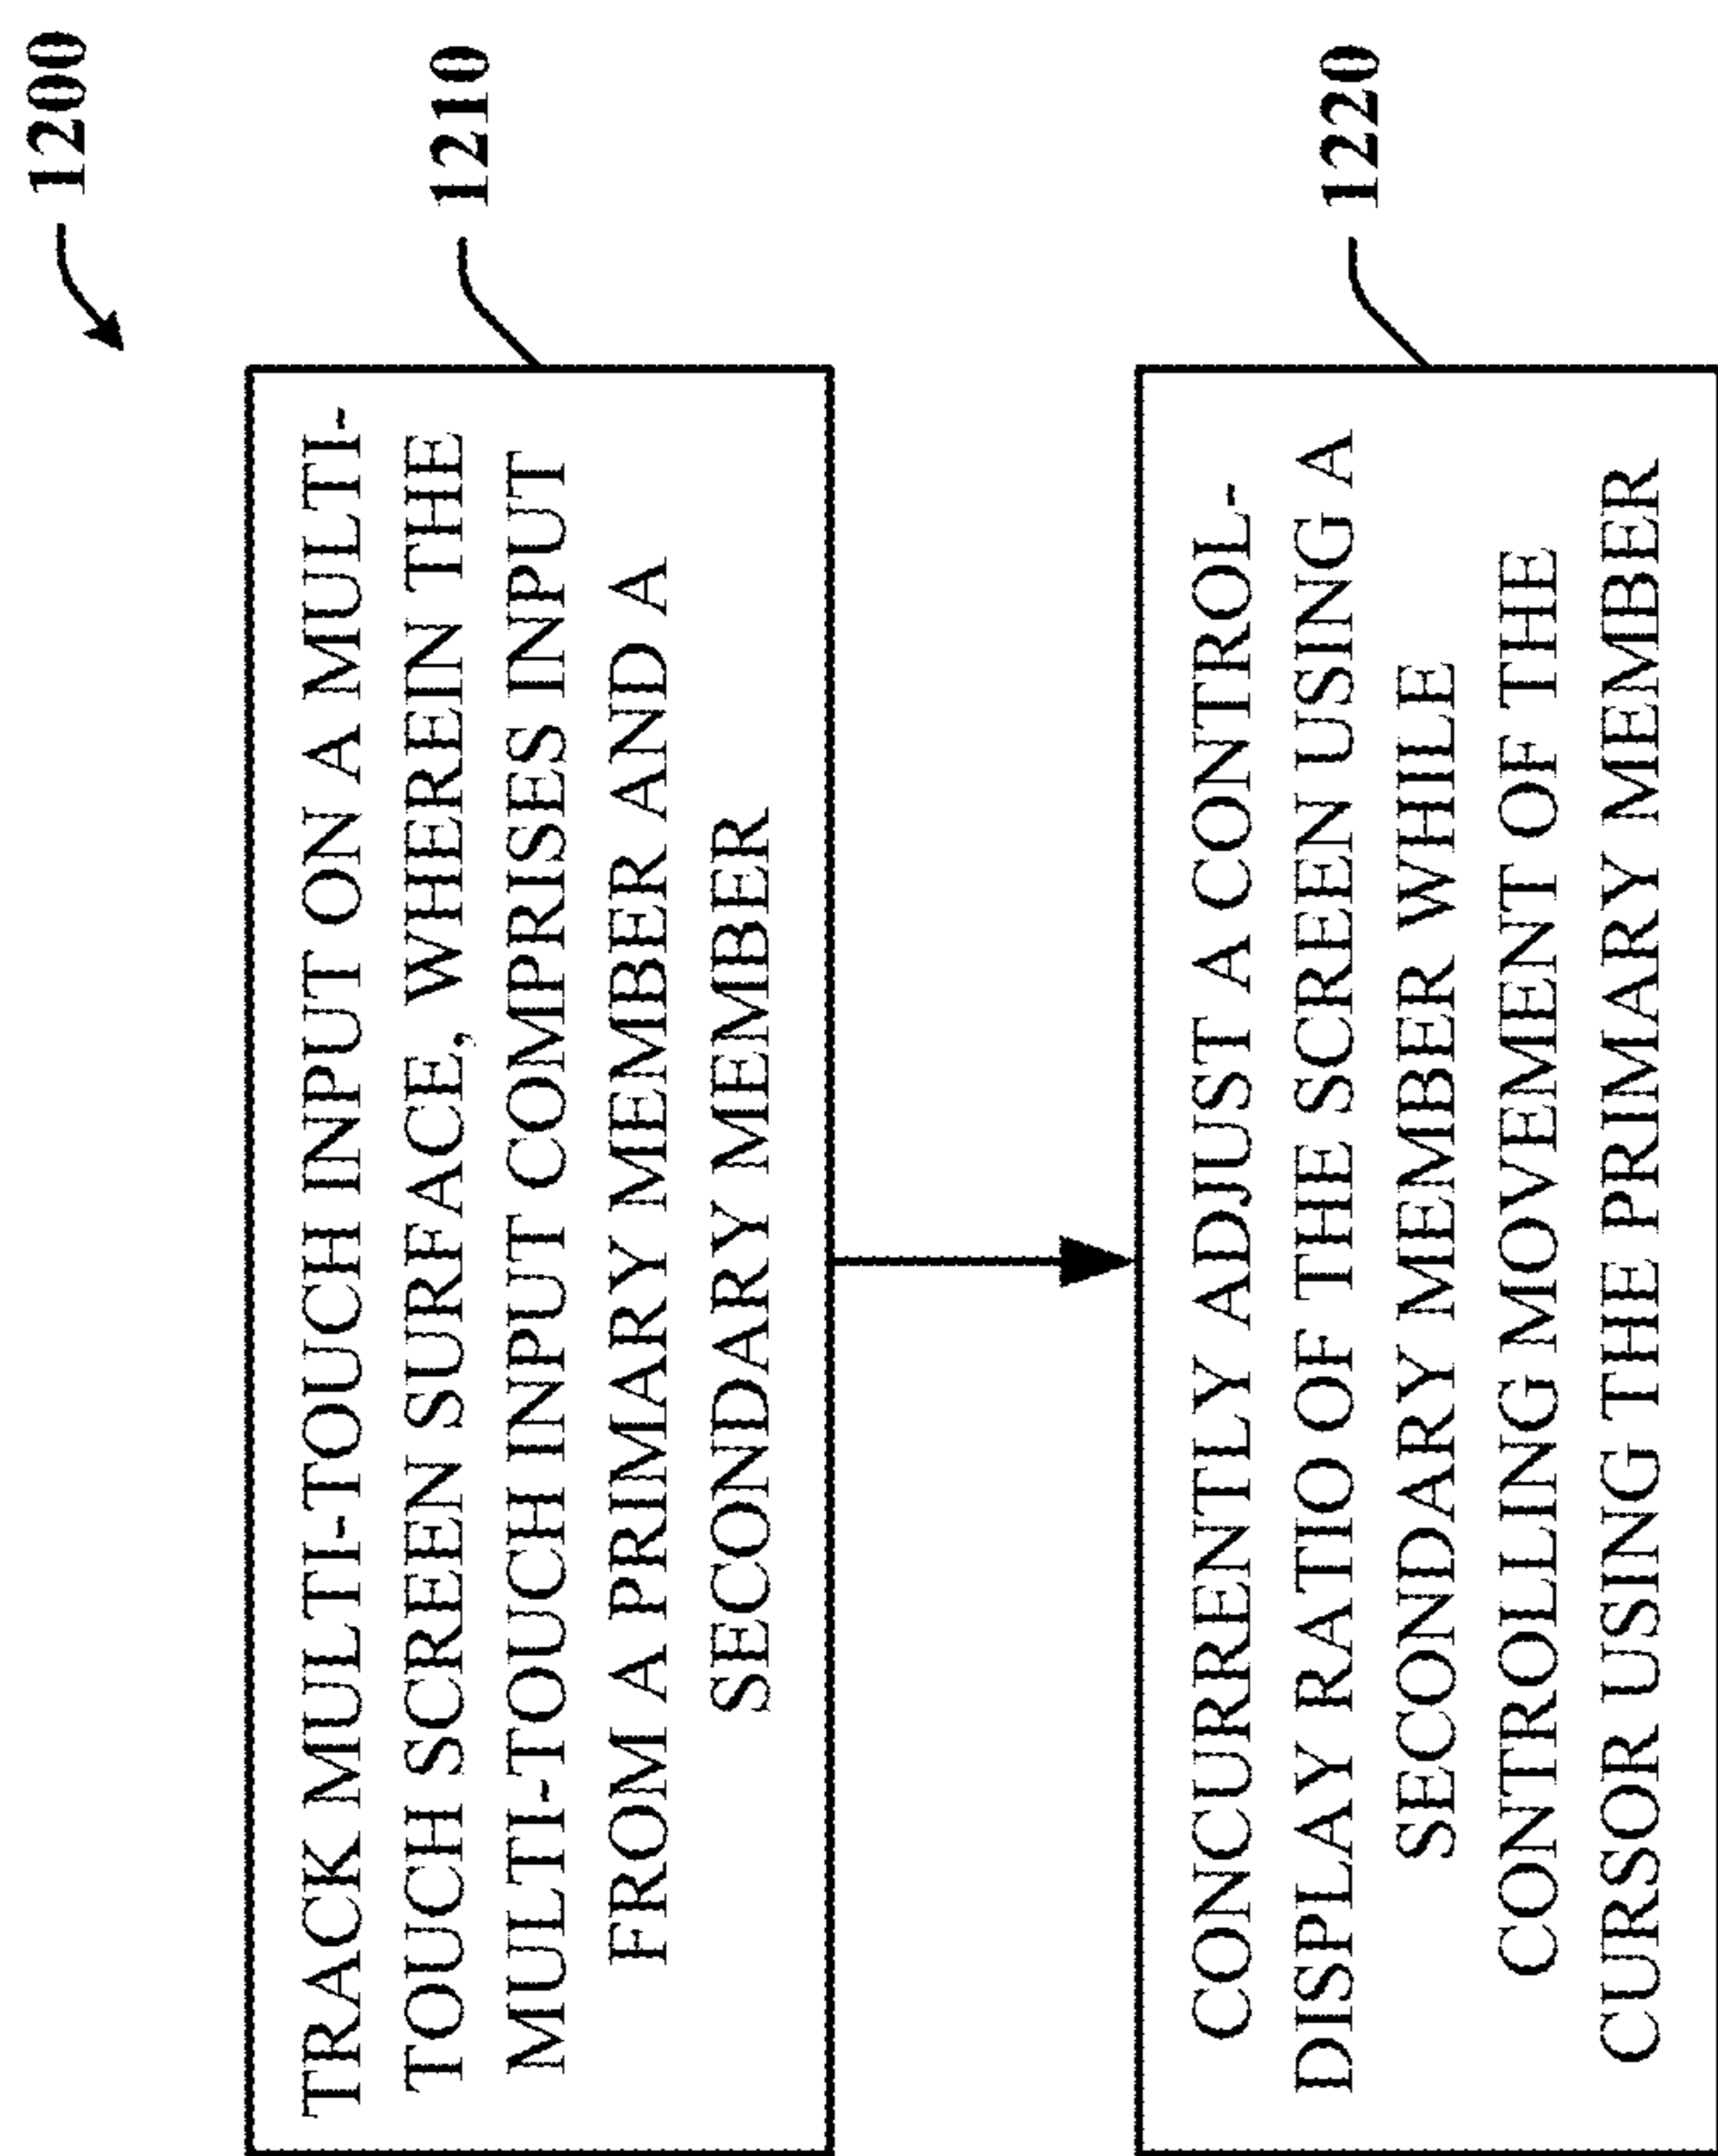 1200
TRACK MULTI-TOUCH INPUT ON A MULTI-
TOUCH SCREEN SURFACE, WHEREIN THE
MULTI-TOUCH INPUT COMPRISES INPUT
FROM A PRIMARY MEMBER AND A
SECONDARY MEMBER
1210
CONCURRENTLY ADJUST A CONTROL-
DISPLAY RATIO OF THE SCREEN USING A
SECONDARY MEMBER WHILE
CONTROLLING MOVEMENT OF THE
CURSOR USING THE PRIMARY MEMBER
1220